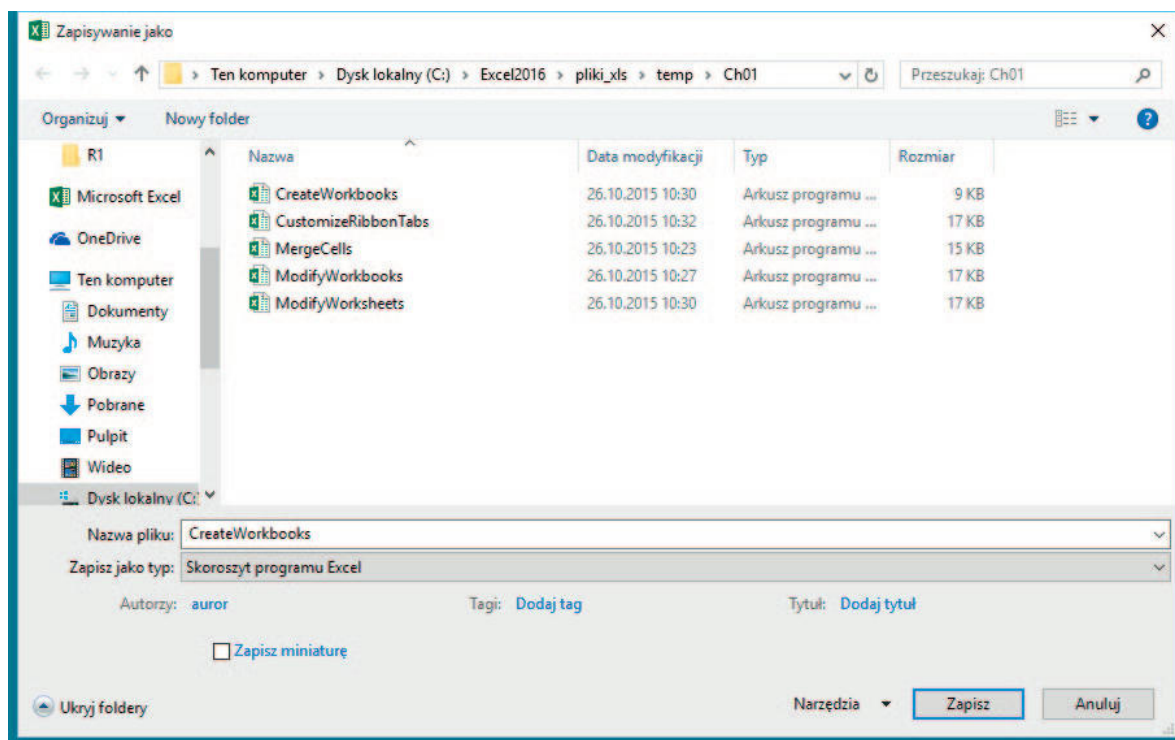 Zapisywanie jako
Ten komputer > Dysk lokalny (C:) > Excel2016 > pliki_xls > temp > Ch01
Przeszukaj: Ch01
Organizuj
Nowy folder
R1
Microsoft Excel
OneDrive
Ten komputer
Dokumenty
Muzyka
Obrazy
Pobrane
Pulpit
Wideo
Dysk lokalny (C:
Nazwa Data modyfikacji Typ Rozmiar
CreateWorkbooks 26.10.2015 10:30 Arkusz programu ... 9 KB
CustomizeRibbonTabs 26.10.2015 10:32 Arkusz programu ... 17 KB
MergeCells 26.10.2015 10:23 Arkusz programu ... 15 KB
ModifyWorkbooks 26.10.2015 10:27 Arkusz programu ... 17 KB
ModifyWorksheets 26.10.2015 10:30 Arkusz programu ... 17 KB
Nazwa pliku: CreateWorkbooks
Zapisz jako typ: Skoroszyt programu Excel
Autorzy: auror Tagi: Dodaj tag Tytuł: Dodaj tytuł
Zapisz miniaturę
Ukryj foldery Narzędzia Zapisz Anuluj